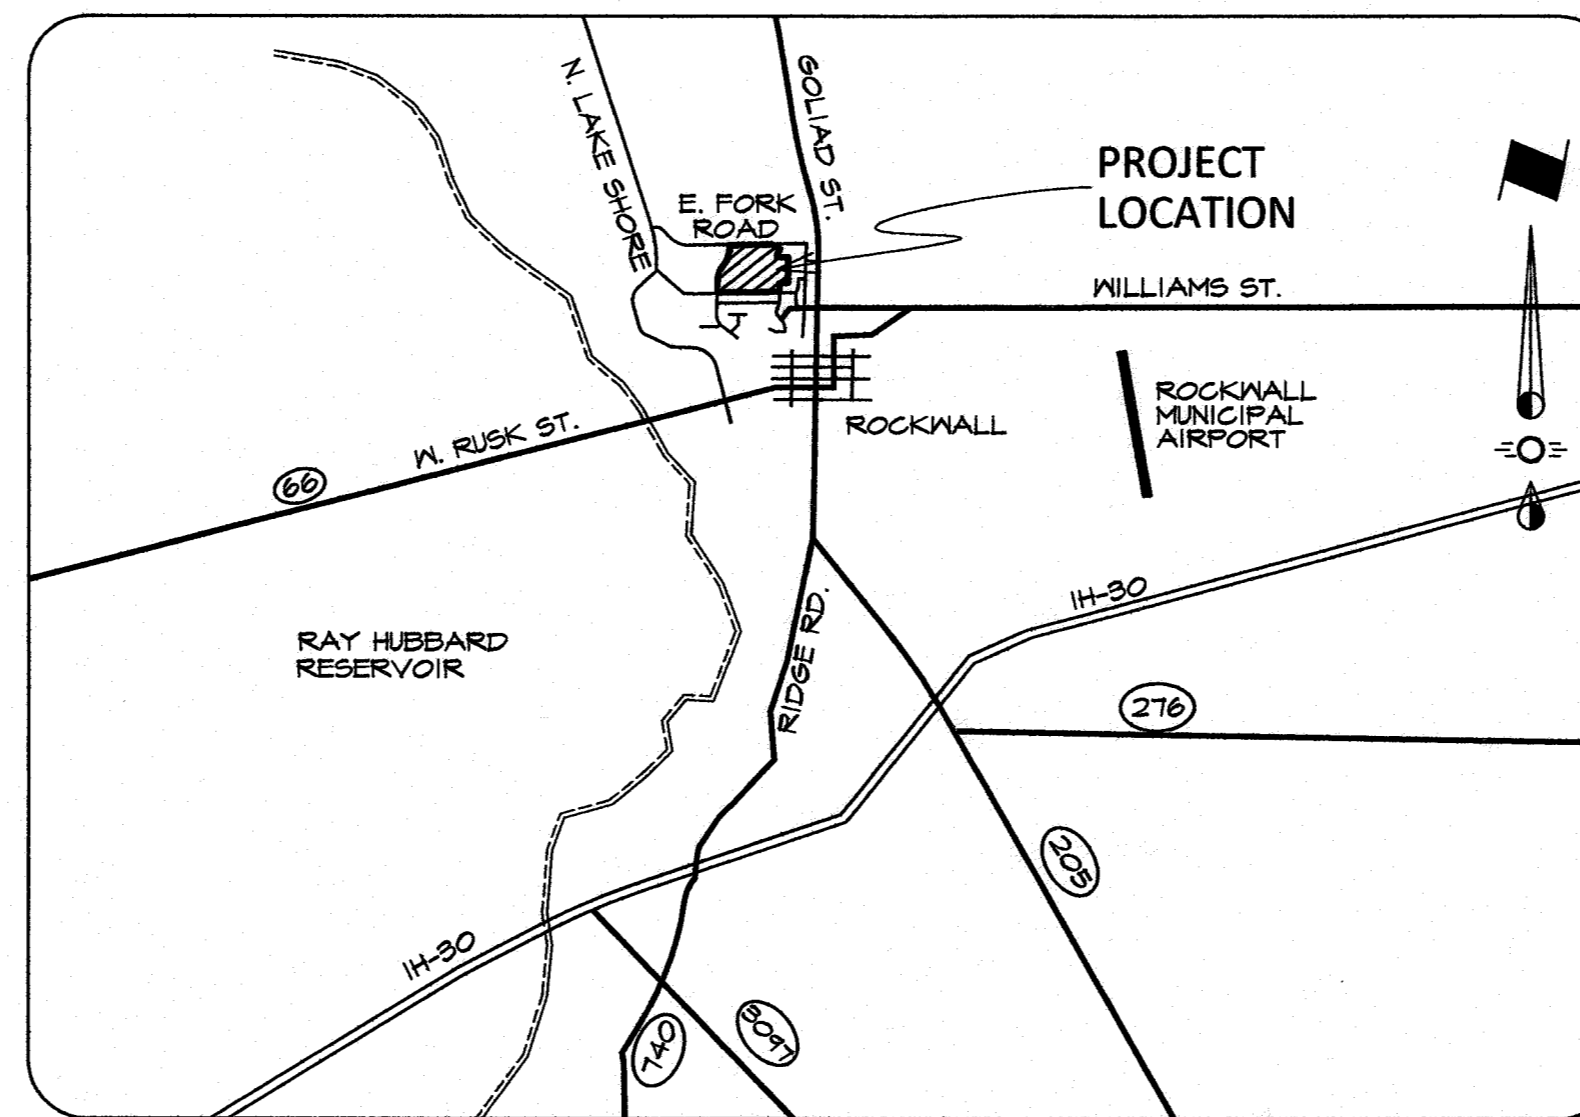 N. LAKE SHORE
GOLIAD ST.
PROJECT
LOCATION
E. FORK
ROAD
WILLIAMS ST.
ROCKWALL
MUNICIPAL
AIRPORT
ROCKWALL
W. RUSK ST.
66
IH-30
RAY HUBBARD
RESERVOIR
RIDGE RD.
276
205
IH-30
740
3097